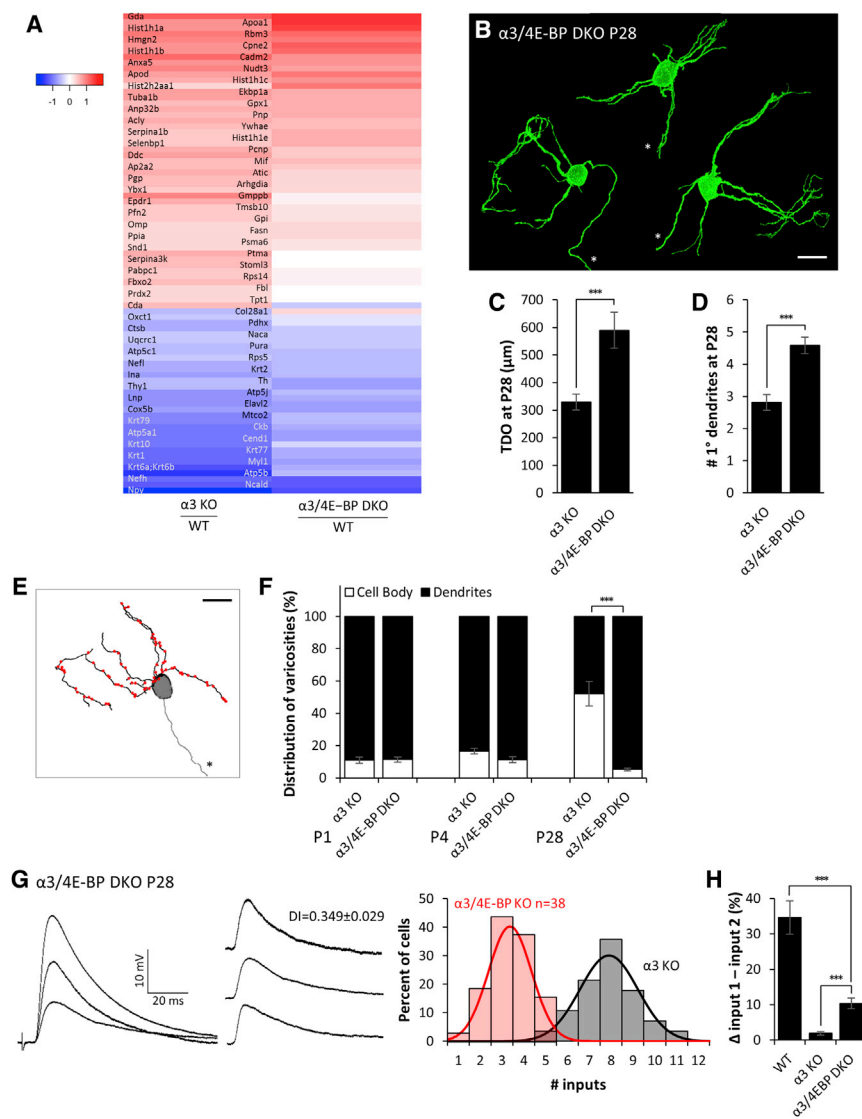 A
-1 0 1
Gda
Apoa1
Hist1h1a
Rbm3
Hmgn2
Cpne2
Hist1h1b
Cadm2
Anxa5
Nudt3
Apod
Hist1h1c
Hist2h2aa1
Ekbp1a
Tuba1b
Gpx1
Anp32b
Pnp
Acly
Ywhae
Serpina1b
Hist1h1e
Selenbp1
Pcnp
Ddc
Mif
Ap2a2
Atic
Pgp
Arhgdia
Ybx1
Gmppb
Epdr1
Tmsb10
Pfn2
Gpi
Omp
Fasn
Ppia
Psma6
Snd1
Ptma
Serpina3k
Stoml3
Pabpc1
Rps14
Fbxo2
Fbl
Prdx2
Tpt1
Cda
Col28a1
Oxct1
Pdhx
Ctsb
Naca
Uqcrc1
Pura
Atp5c1
Rps5
Nefl
Krt2
Ina
Th
Thy1
Atp5j
Lnp
Elavl2
Cox5b
Mtco2
Krt79
Ckb
Atp5a1
Cend1
Krt10
Krt77
Krt1
Myl1
Krt6a;Krt6b
Atp5b
Nefh
Ncald
Npy
α3 KO
WT
α3/4E−BP DKO
WT
B
α3/4E-BP DKO P28
*
*
*
C
TDO at P28 (µm)
700
600
500
400
300
200
100
0
***
α3 KO
α3/4E-BP DKO
D
# 1° dendrites at P28
6
5
4
3
2
1
0
***
α3 KO
α3/4E-BP DKO
E
*
F
Cell Body Dendrites
Distribution of varicosities (%)
100
80
60
40
20
0
***
α3 KO
α3/4E-BP DKO
α3 KO
α3/4E-BP DKO
α3 KO
α3/4E-BP DKO
P1 P4 P28
G
α3/4E-BP DKO P28
10 mV
20 ms
DI=0.349±0.029
Percent of cells
50
40
30
20
10
0
α3/4E-BP KO n=38
α3 KO
1 2 3 4 5 6 7 8 9 10 11 12
# inputs
H
Δ input 1 – input 2 (%)
40
30
20
10
0
***
***
WT
α3 KO
α3/4EBP DKO